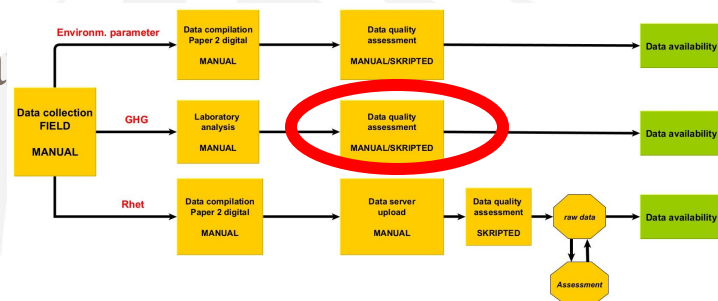 Environm. parameter
Data compilation
Paper 2 digital
MANUAL
Data quality
assessment
MANUAL/SKRIPTED
Data availability
Data collection
FIELD
MANUAL
GHG
Laboratory
analysis
MANUAL
Data quality
assessment
MANUAL/SKRIPTED
Data availability
Rhet
Data compilation
Paper 2 digital
MANUAL
Data server
upload
MANUAL
Data quality
assessment
SKRIPTED
raw data
Data availability
Assessment